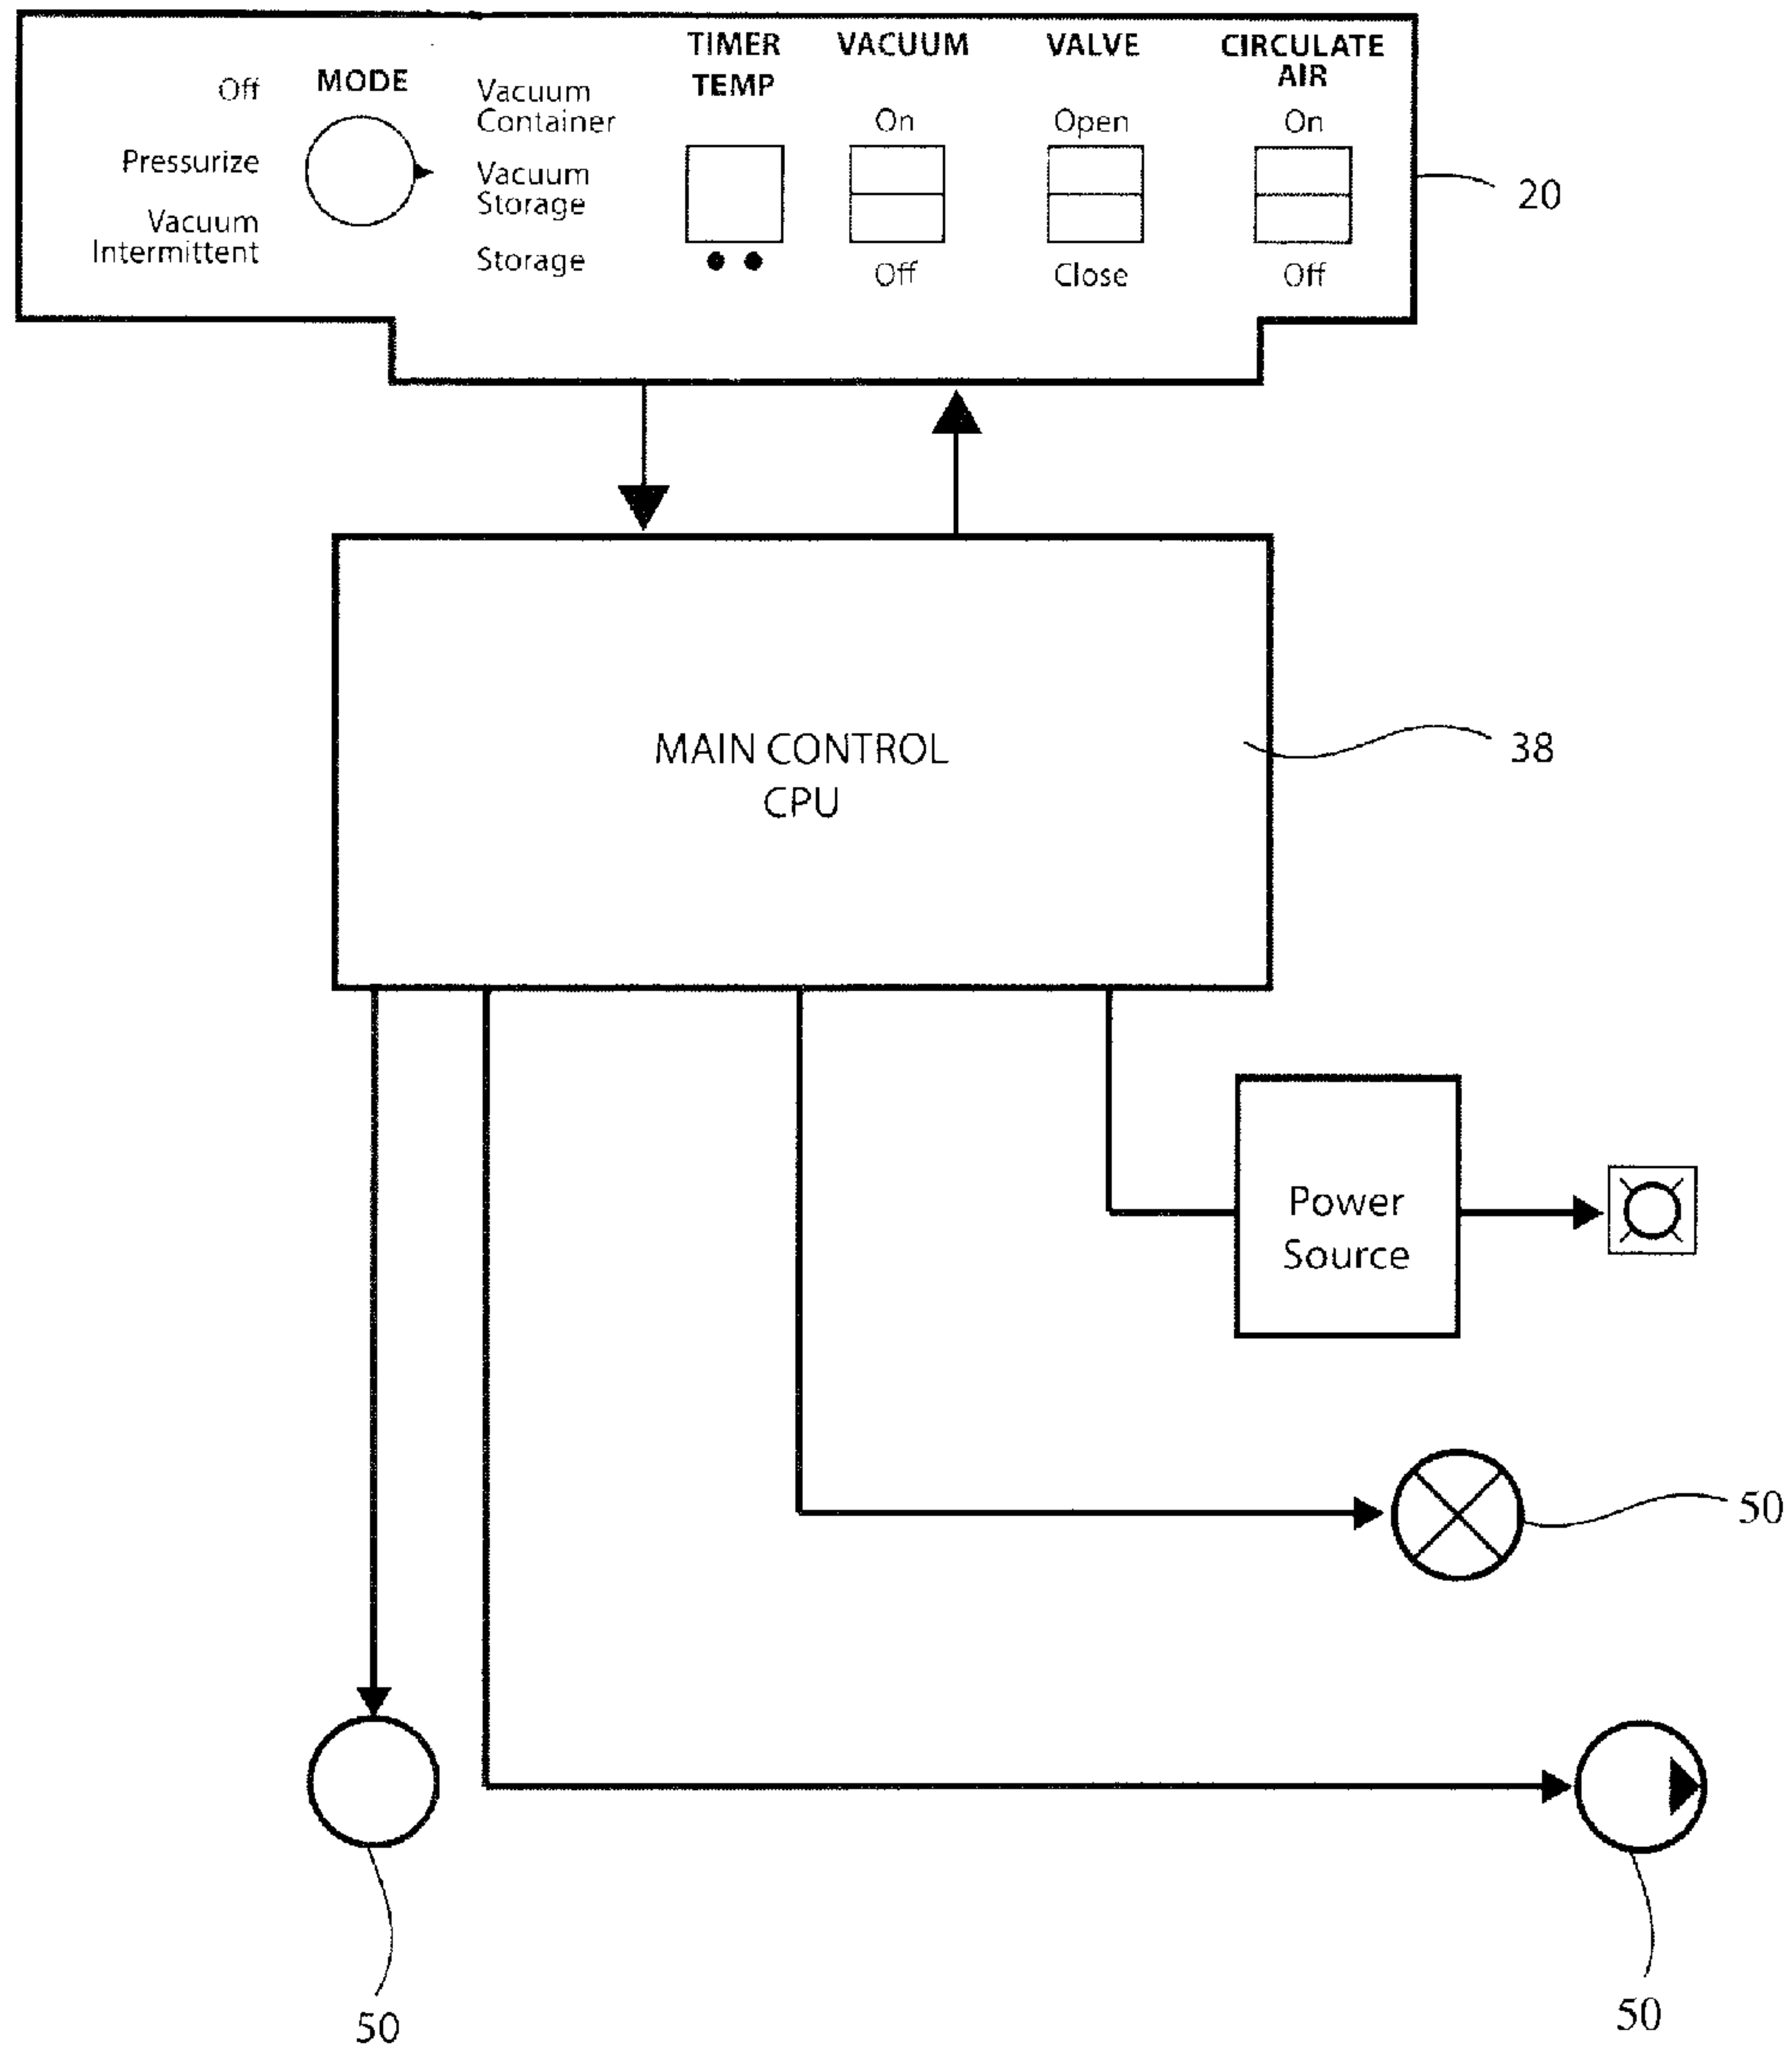 Off
Pressurize
Vacuum
Intermittent
MODE
Vacuum
Container
Vacuum
Storage
Storage
TIMER
TEMP
VACUUM
On
Off
VALVE
Open
Close
CIRCULATE
AIR
On
Off
20
MAIN CONTROL
CPU
38
Power
Source
50
50
50